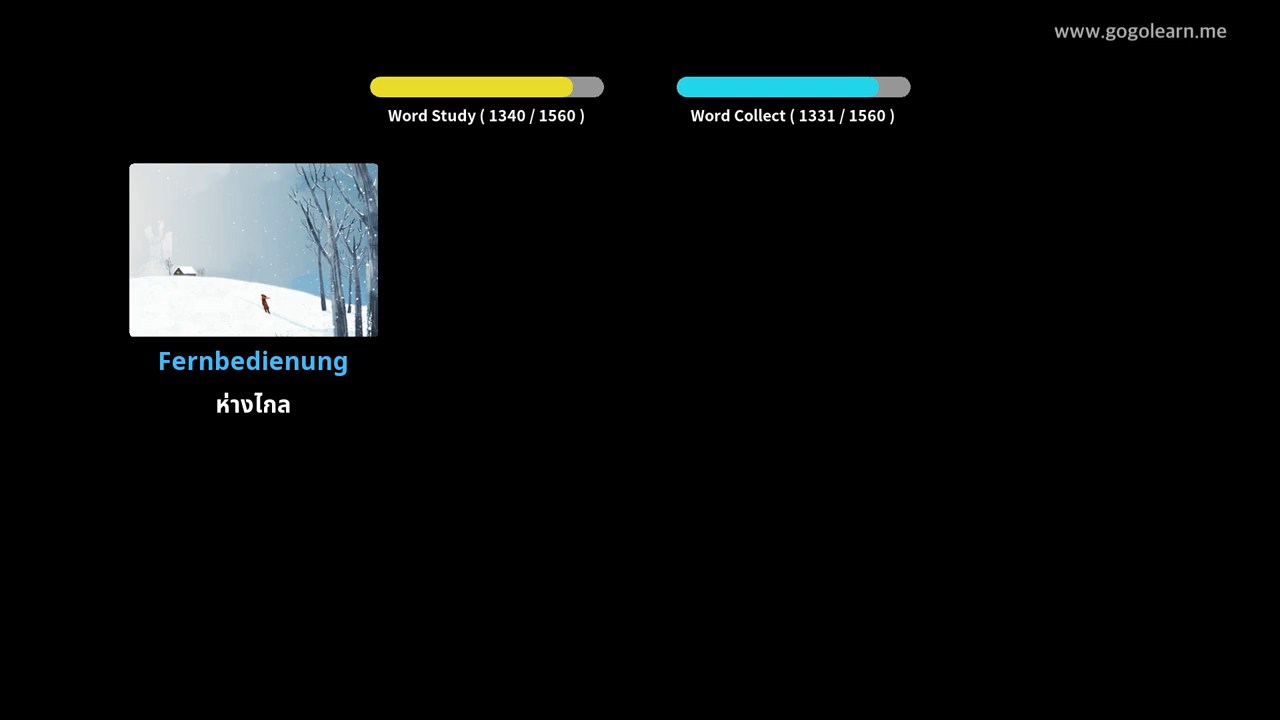 www.gogolearn.me
Word Study ( 1340 / 1560 )
Word Collect ( 1331 / 1560 )
Fernbedienung
ห่างไกล